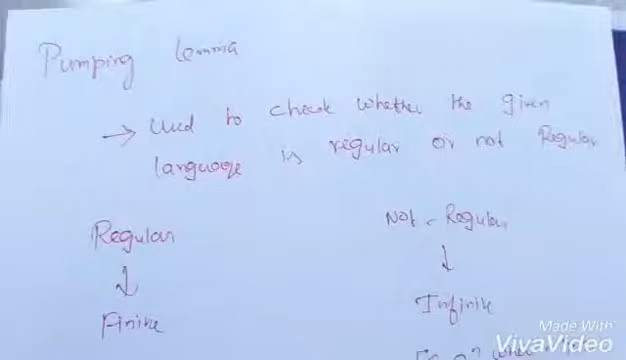 Pumping lemma
→ Used to check whether the given
language is regular or not Regular
Regular
↓
Finite
Not - Regular
↓
Infinite
Made With
VivaVideo